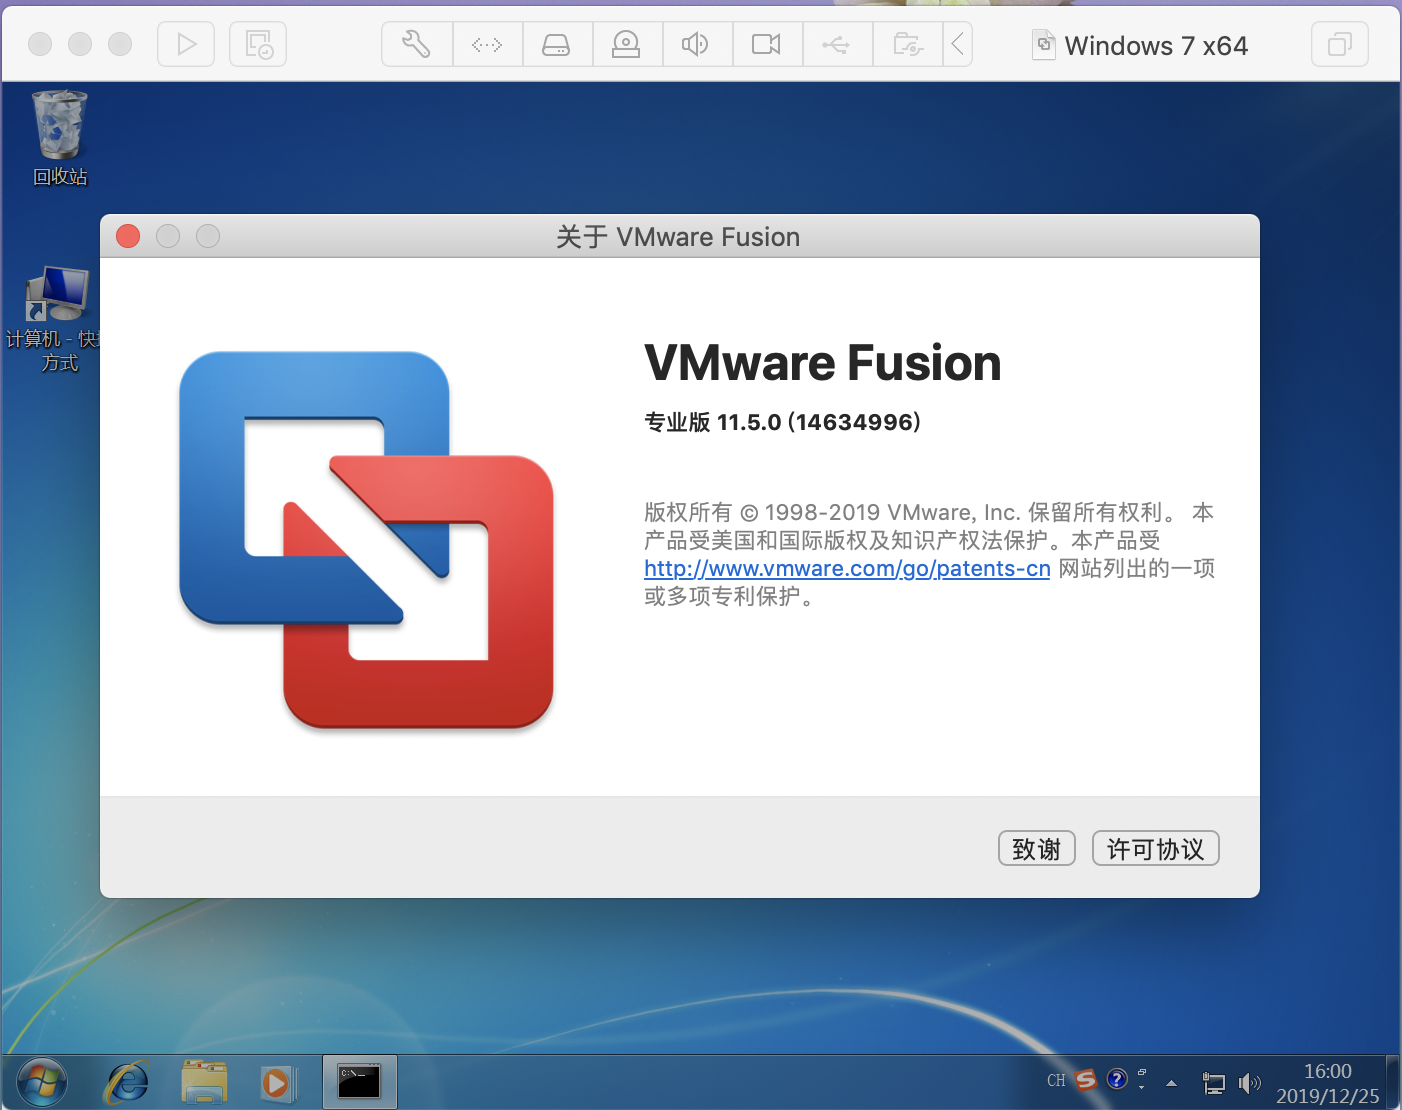 Windows 7 x64
回收站
关于 VMware Fusion
计算机 - 快
方式
VMware Fusion
专业版 11.5.0 (14634996)
版权所有 © 1998-2019 VMware, Inc. 保留所有权利。 本
产品受美国和国际版权及知识产权法保护。本产品受
http://www.vmware.com/go/patents-cn 网站列出的一项
或多项专利保护。
致谢
许可协议
C:\_
CH
16:00
2019/12/25